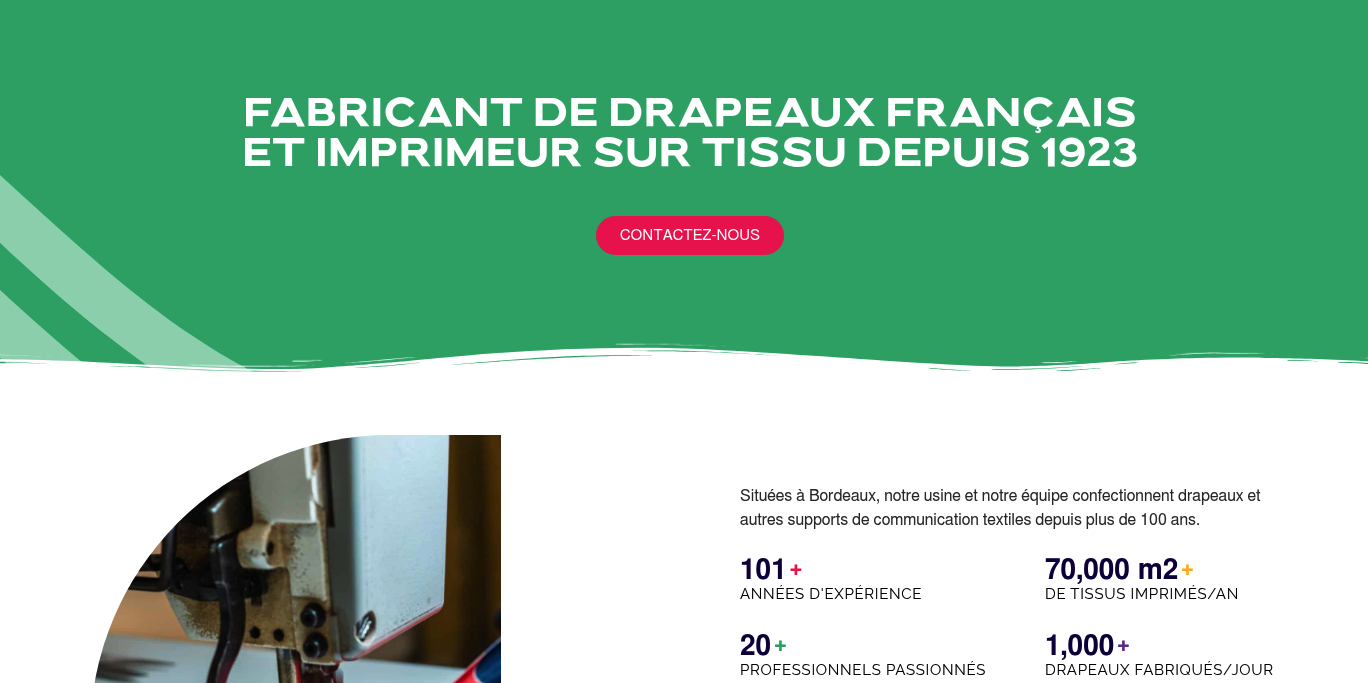 FABRICANT DE DRAPEAUX FRANÇAIS
ET IMPRIMEUR SUR TISSU DEPUIS 1923
CONTACTEZ-NOUS
Situées à Bordeaux, notre usine et notre équipe confectionnent drapeaux et
autres supports de communication textiles depuis plus de 100 ans.
101 +
ANNÉES D'EXPÉRIENCE
70,000 m2 +
DE TISSUS IMPRIMÉS/AN
20 +
PROFESSIONNELS PASSIONNÉS
1,000 +
DRAPEAUX FABRIQUÉS/JOUR